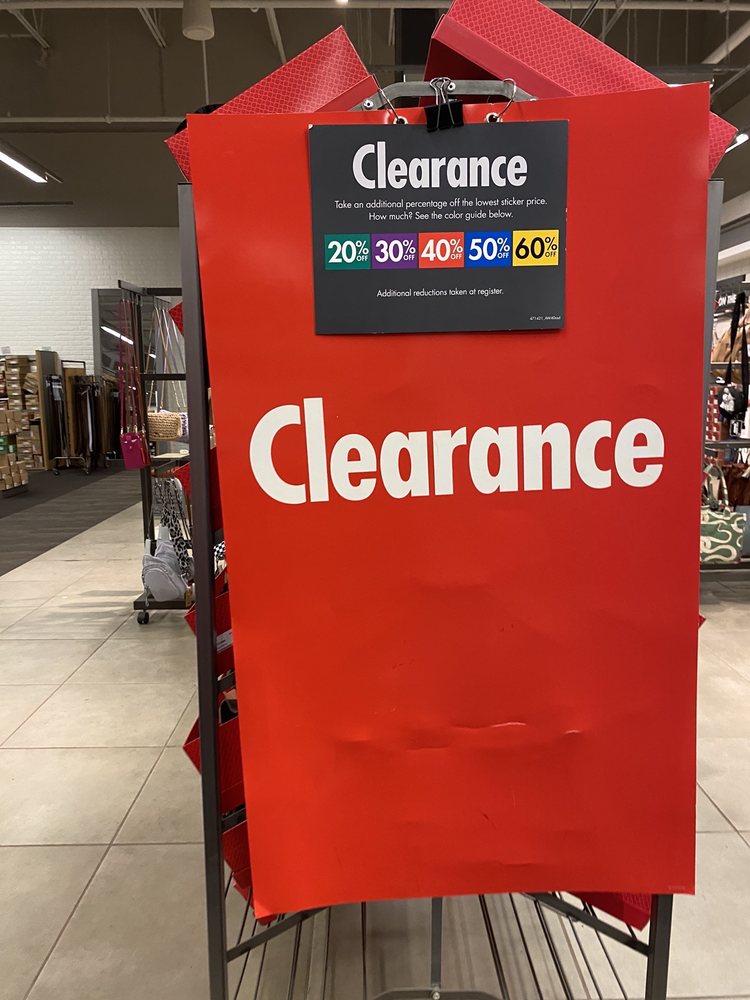 Clearance
Take an additional percentage off the lowest sticker price.
How much? See the color guide below.
20% OFF 30% OFF 40% OFF 50% OFF 60% OFF
Additional reductions taken at register.
Clearance